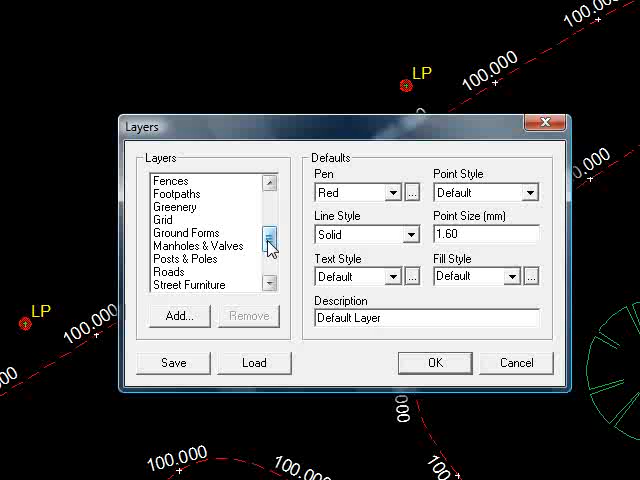 100.000
LP
100.000
Layers
Layers
Fences
Footpaths
Greenery
Grid
Ground Forms
Manholes & Valves
Posts & Poles
Roads
Street Furniture
Add...
Remove
Save
Load
Defaults
Pen
Point Style
Red
...
Default
Line Style
Point Size (mm)
Solid
1.60
Text Style
Fill Style
Default
...
Default
...
Description
Default Layer
OK
Cancel
LP
100.000
100.000
100.000